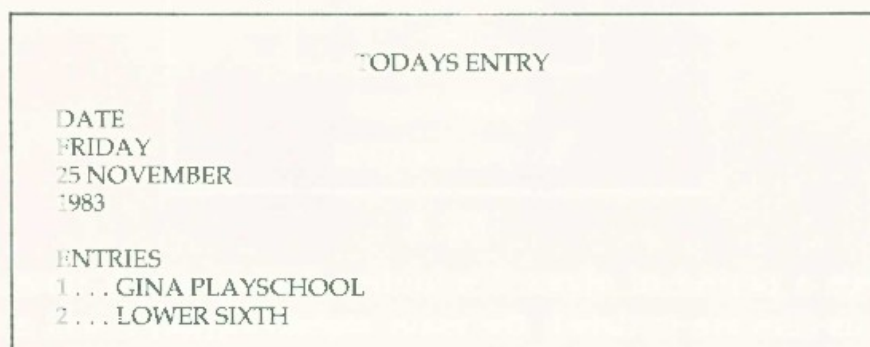 TODAYS ENTRY
DATE
FRIDAY
25 NOVEMBER
1983
ENTRIES
1 . . . GINA PLAYSCHOOL
2 . . . LOWER SIXTH